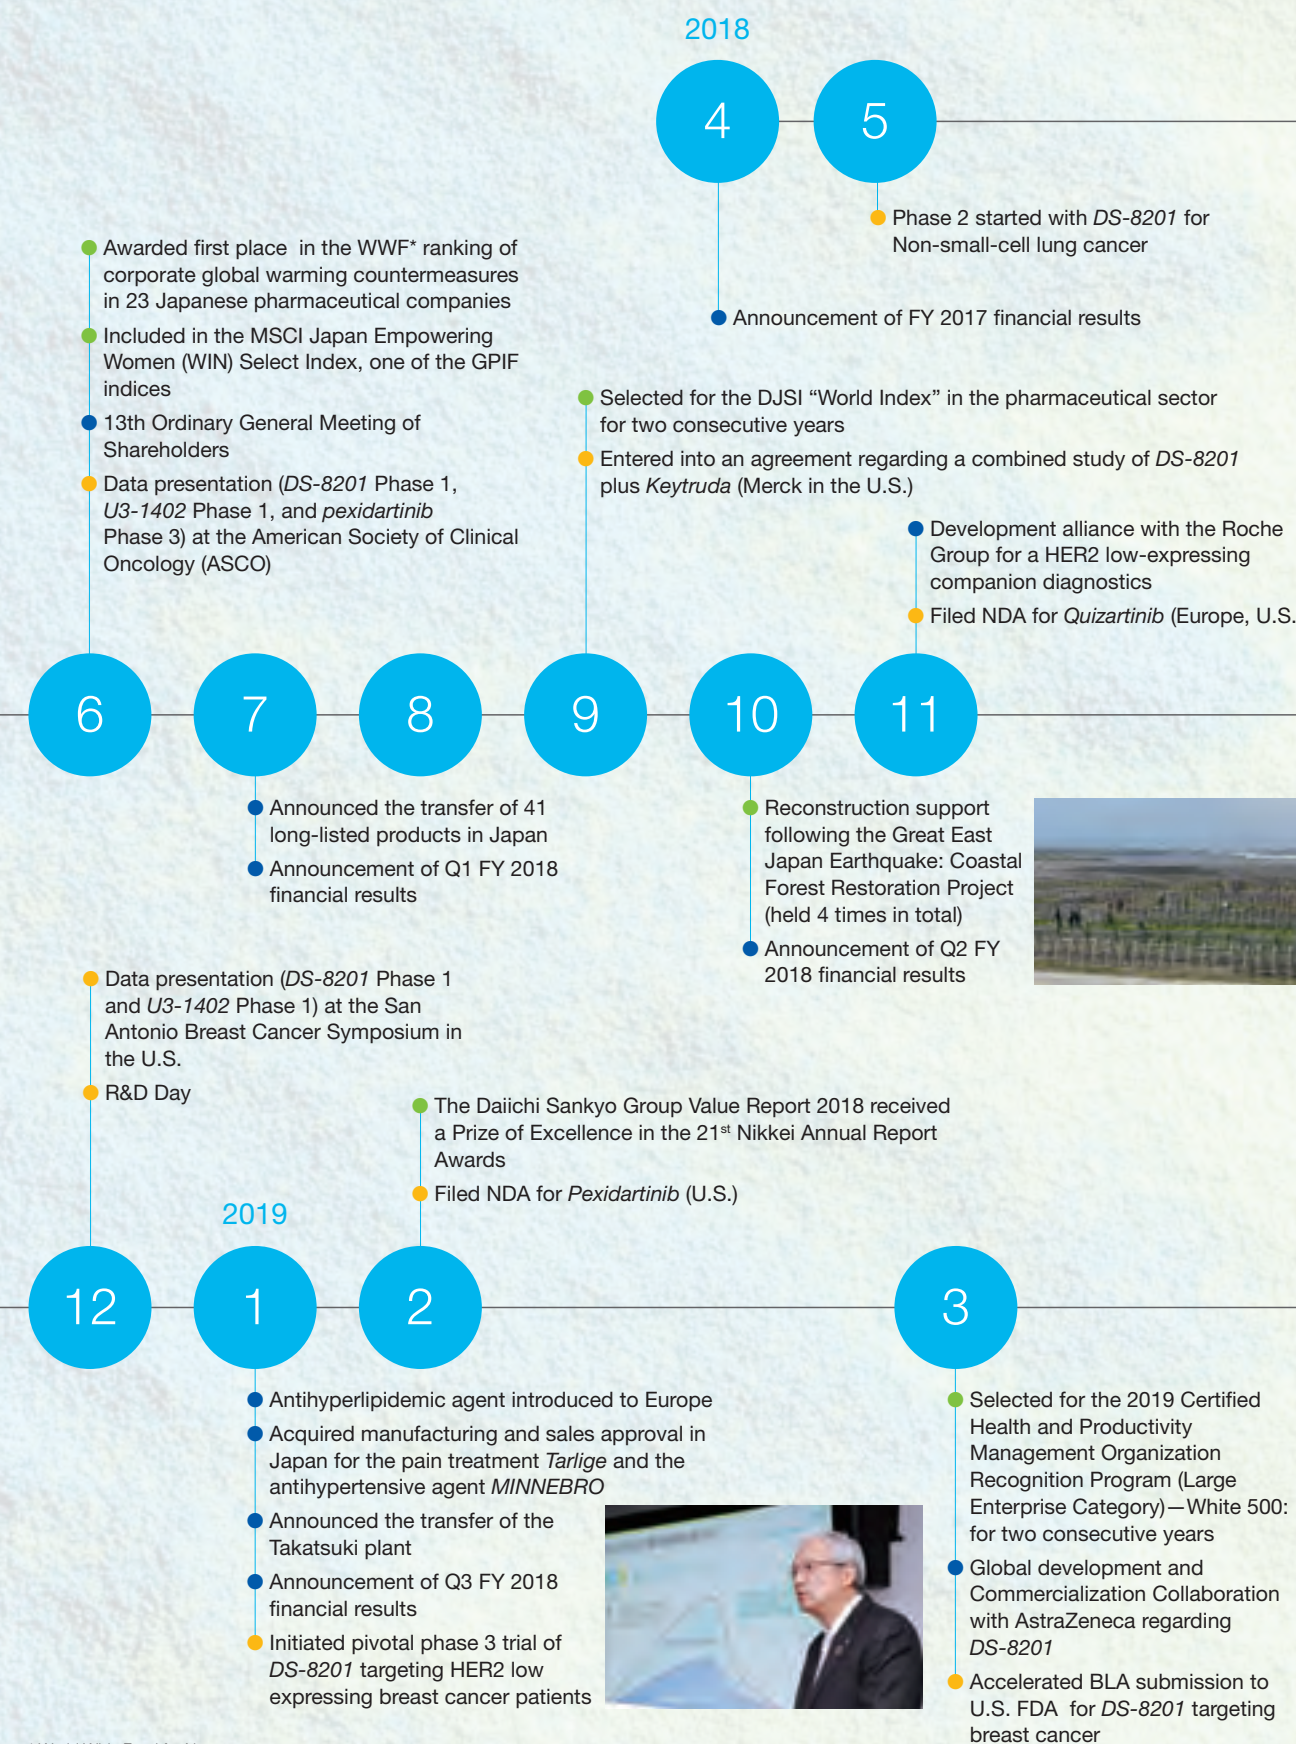 2018
4
5
Phase 2 started with DS-8201 for
Non-small-cell lung cancer
Announcement of FY 2017 financial results
Awarded first place in the WWF* ranking of
corporate global warming countermeasures
in 23 Japanese pharmaceutical companies
Included in the MSCI Japan Empowering
Women (WIN) Select Index, one of the GPIF
indices
13th Ordinary General Meeting of
Shareholders
Data presentation (DS-8201 Phase 1,
U3-1402 Phase 1, and pexidartinib
Phase 3) at the American Society of Clinical
Oncology (ASCO)
Selected for the DJSI “World Index” in the pharmaceutical sector
for two consecutive years
Entered into an agreement regarding a combined study of DS-8201
plus Keytruda (Merck in the U.S.)
Development alliance with the Roche
Group for a HER2 low-expressing
companion diagnostics
Filed NDA for Quizartinib (Europe, U.S.
6
7
8
9
10
11
Announced the transfer of 41
long-listed products in Japan
Announcement of Q1 FY 2018
financial results
Reconstruction support
following the Great East
Japan Earthquake: Coastal
Forest Restoration Project
(held 4 times in total)
Announcement of Q2 FY
2018 financial results
Data presentation (DS-8201 Phase 1
and U3-1402 Phase 1) at the San
Antonio Breast Cancer Symposium in
the U.S.
R&D Day
The Daiichi Sankyo Group Value Report 2018 received
a Prize of Excellence in the 21st Nikkei Annual Report
Awards
Filed NDA for Pexidartinib (U.S.)
2019
12
1
2
3
Antihyperlipidemic agent introduced to Europe
Acquired manufacturing and sales approval in
Japan for the pain treatment Tarlige and the
antihypertensive agent MINNEBRO
Announced the transfer of the
Takatsuki plant
Announcement of Q3 FY 2018
financial results
Initiated pivotal phase 3 trial of
DS-8201 targeting HER2 low
expressing breast cancer patients
Selected for the 2019 Certified
Health and Productivity
Management Organization
Recognition Program (Large
Enterprise Category)—White 500:
for two consecutive years
Global development and
Commercialization Collaboration
with AstraZeneca regarding
DS-8201
Accelerated BLA submission to
U.S. FDA for DS-8201 targeting
breast cancer